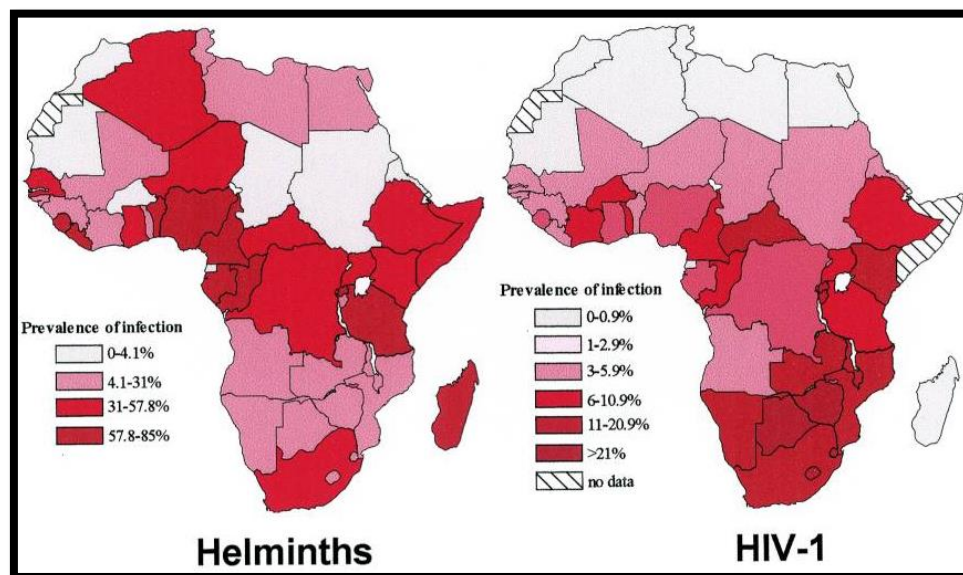 Prevalence of infection
0-4.1%
4.1-31%
31-57.8%
57.8-85%
Helminths
Prevalence of infection
0-0.9%
1-2.9%
3-5.9%
6-10.9%
11-20.9%
>21%
no data
HIV-1